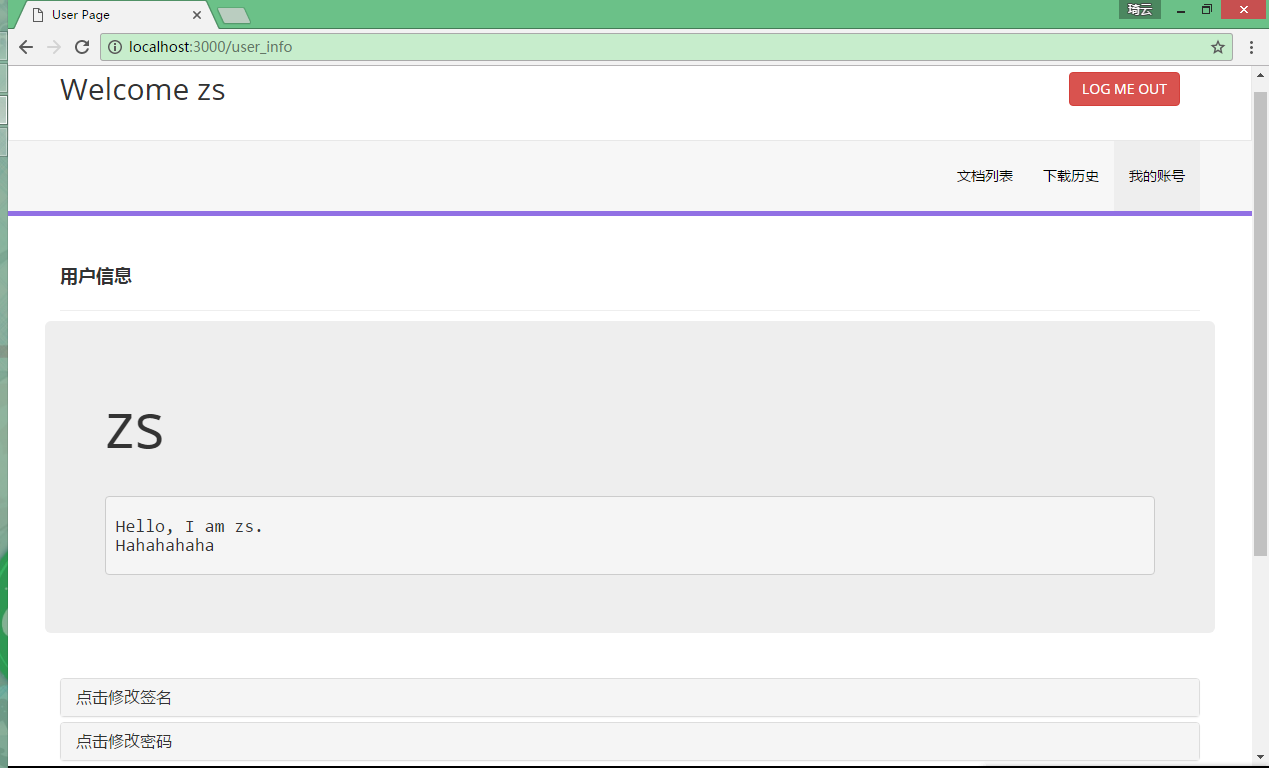 User Page
琦云
localhost:3000/user_info
Welcome zs
LOG ME OUT
文档列表 下载历史 我的账号
用户信息
zs
Hello, I am zs.
Hahahahaha
点击修改签名
点击修改密码